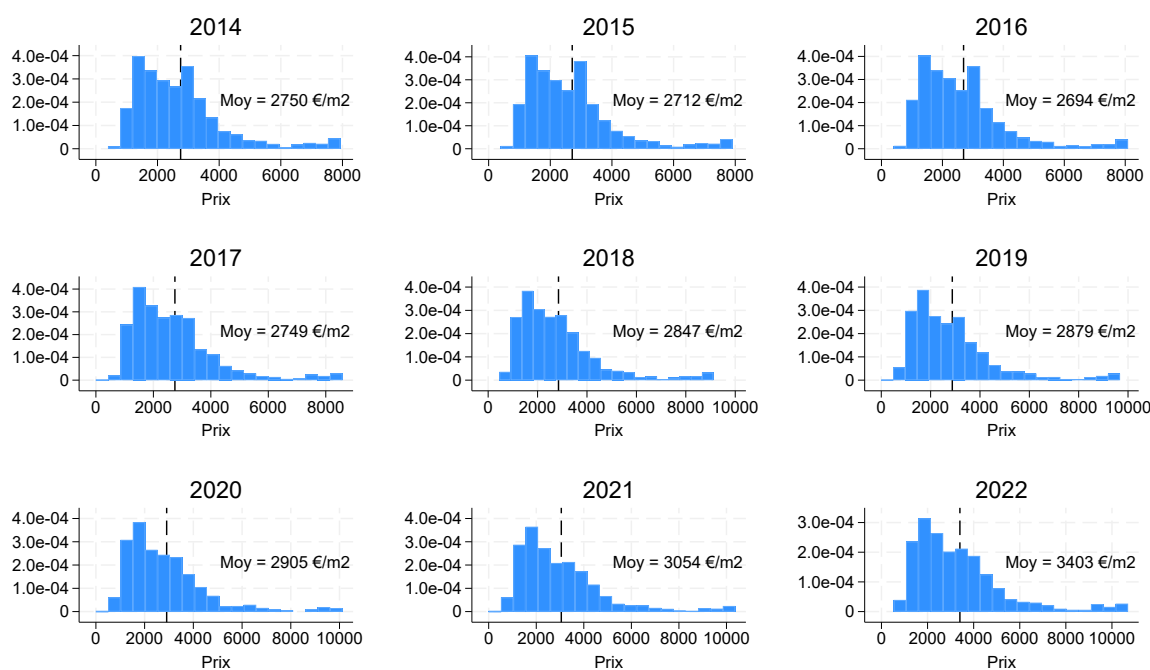 2014
4.0e-04
3.0e-04
2.0e-04
1.0e-04
0
Moy = 2750 €/m2
0 2000 4000 6000 8000
Prix
2015
4.0e-04
3.0e-04
2.0e-04
1.0e-04
0
Moy = 2712 €/m2
0 2000 4000 6000 8000
Prix
2016
4.0e-04
3.0e-04
2.0e-04
1.0e-04
0
Moy = 2694 €/m2
0 2000 4000 6000 8000
Prix
2017
4.0e-04
3.0e-04
2.0e-04
1.0e-04
0
Moy = 2749 €/m2
0 2000 4000 6000 8000
Prix
2018
4.0e-04
3.0e-04
2.0e-04
1.0e-04
0
Moy = 2847 €/m2
0 2000 4000 6000 8000 10000
Prix
2019
4.0e-04
3.0e-04
2.0e-04
1.0e-04
0
Moy = 2879 €/m2
0 2000 4000 6000 8000 10000
Prix
2020
4.0e-04
3.0e-04
2.0e-04
1.0e-04
0
Moy = 2905 €/m2
0 2000 4000 6000 8000 10000
Prix
2021
4.0e-04
3.0e-04
2.0e-04
1.0e-04
0
Moy = 3054 €/m2
0 2000 4000 6000 8000 10000
Prix
2022
3.0e-04
2.0e-04
1.0e-04
0
Moy = 3403 €/m2
0 2000 4000 6000 8000 10000
Prix